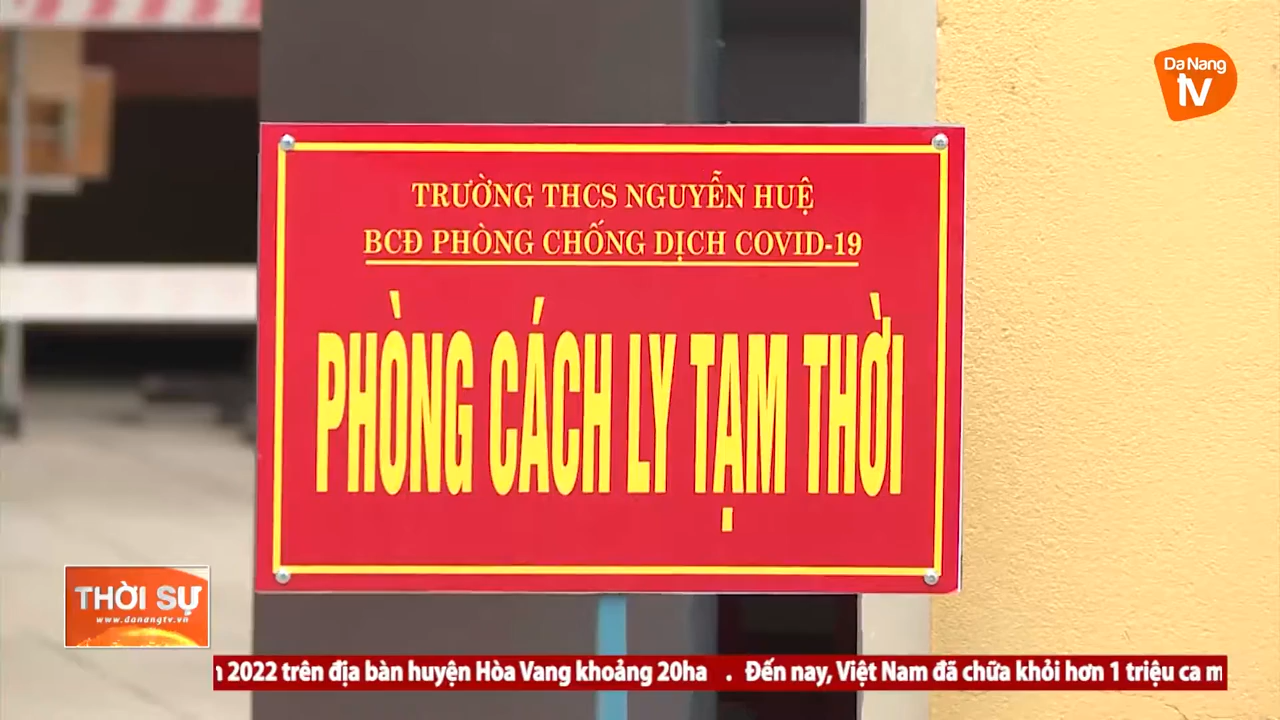 Da Nang
tv
TRƯỜNG THCS NGUYỄN HUỆ
BCĐ PHÒNG CHỐNG DỊCH COVID-19
PHÒNG CÁCH LY TẠM THỜI
THỜI SỰ
www.danangtv.vn
2022 trên địa bàn huyện Hòa Vang khoảng 20ha . Đến nay, Việt Nam đã chữa khỏi hơn 1 triệu ca